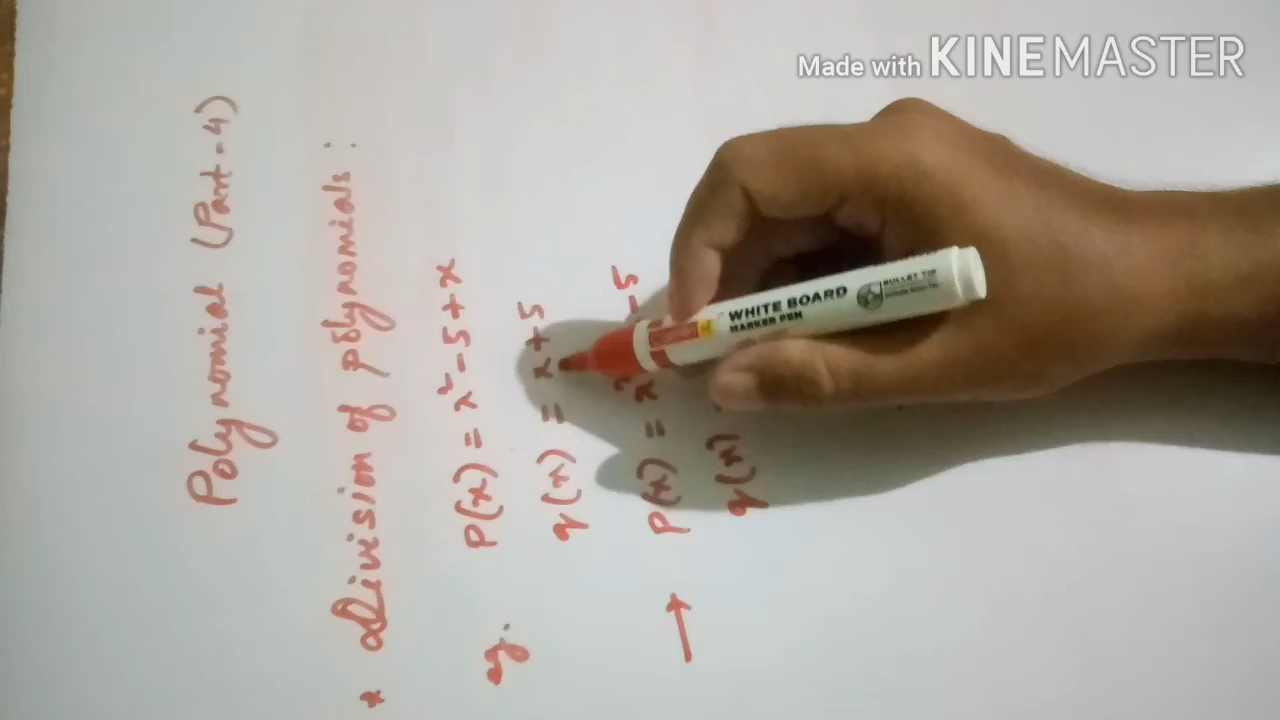 Made with KINEMASTER
Polynomial (Part-4)
* Division of polynomials:
eg. P(x) = x² - 5 + x
q(x) = x + 5
→ P(x) = x² - 5
q(x)
WHITE BOARD
MARKER PEN
BULLET TIP